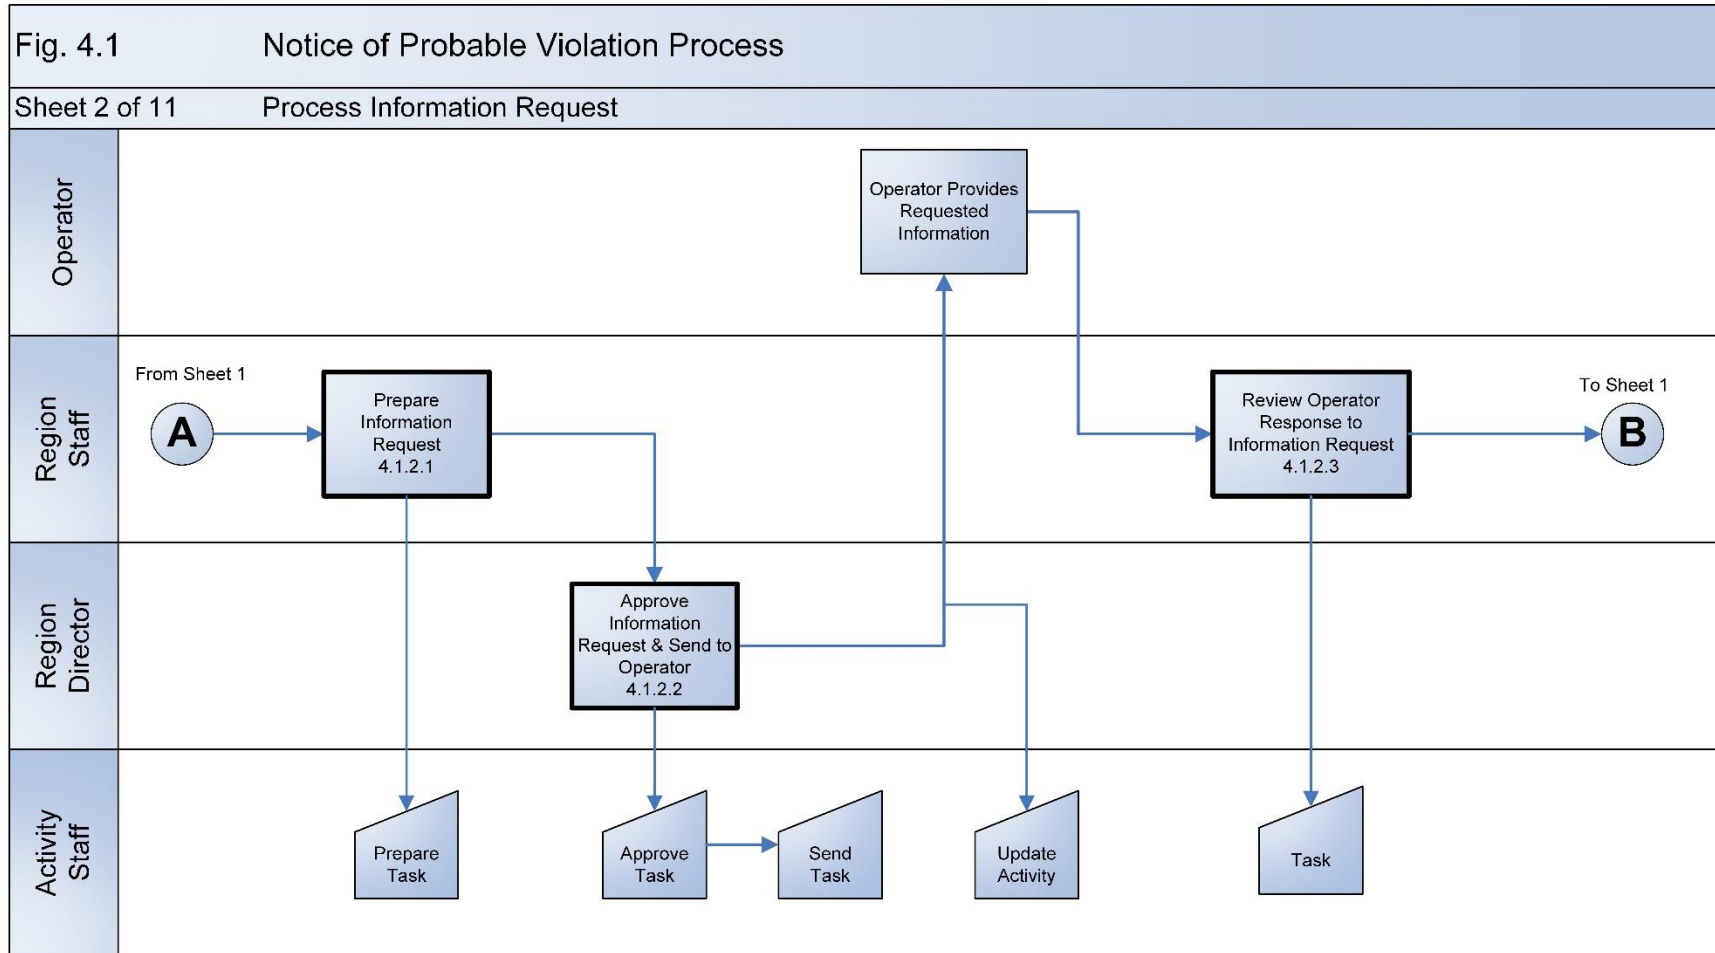 Fig. 4.1 Notice of Probable Violation Process
Sheet 2 of 11 Process Information Request
Operator
Operator Provides
Requested
Information
Region
Staff
From Sheet 1
A
Prepare
Information
Request
4.1.2.1
Review Operator
Response to
Information Request
4.1.2.3
To Sheet 1
B
Region
Director
Approve
Information
Request & Send to
Operator
4.1.2.2
Activity
Staff
Prepare
Task
Approve
Task
Send
Task
Update
Activity
Task